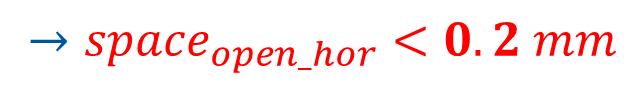 → space_open_hor < 0.2 mm